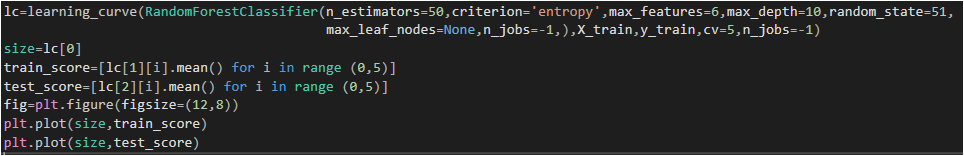 lc=learning_curve(RandomForestClassifier(n_estimators=50,criterion='entropy',max_features=6,max_depth=10,random_state=51,
max_leaf_nodes=None,n_jobs=-1,),X_train,y_train,cv=5,n_jobs=-1)
size=lc[0]
train_score=[lc[1][i].mean() for i in range (0,5)]
test_score=[lc[2][i].mean() for i in range (0,5)]
fig=plt.figure(figsize=(12,8))
plt.plot(size,train_score)
plt.plot(size,test_score)